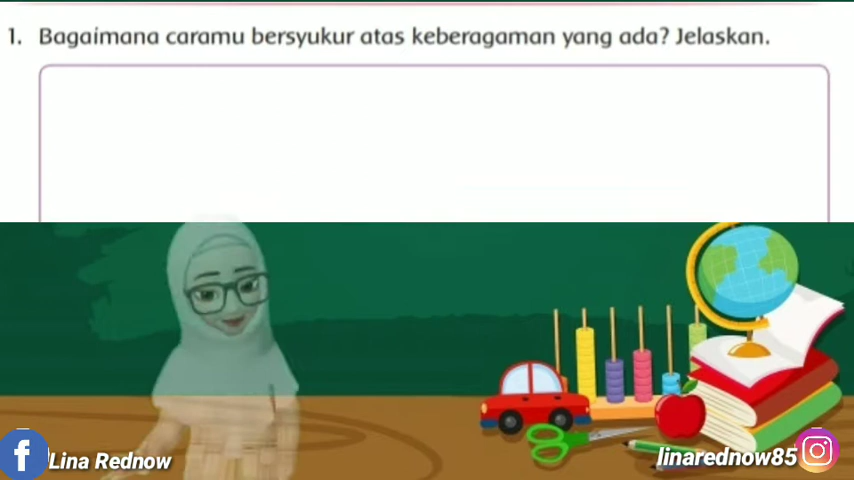 1. Bagaimana caramu bersyukur atas keberagaman yang ada? Jelaskan.
Lina Rednow
linarednow85